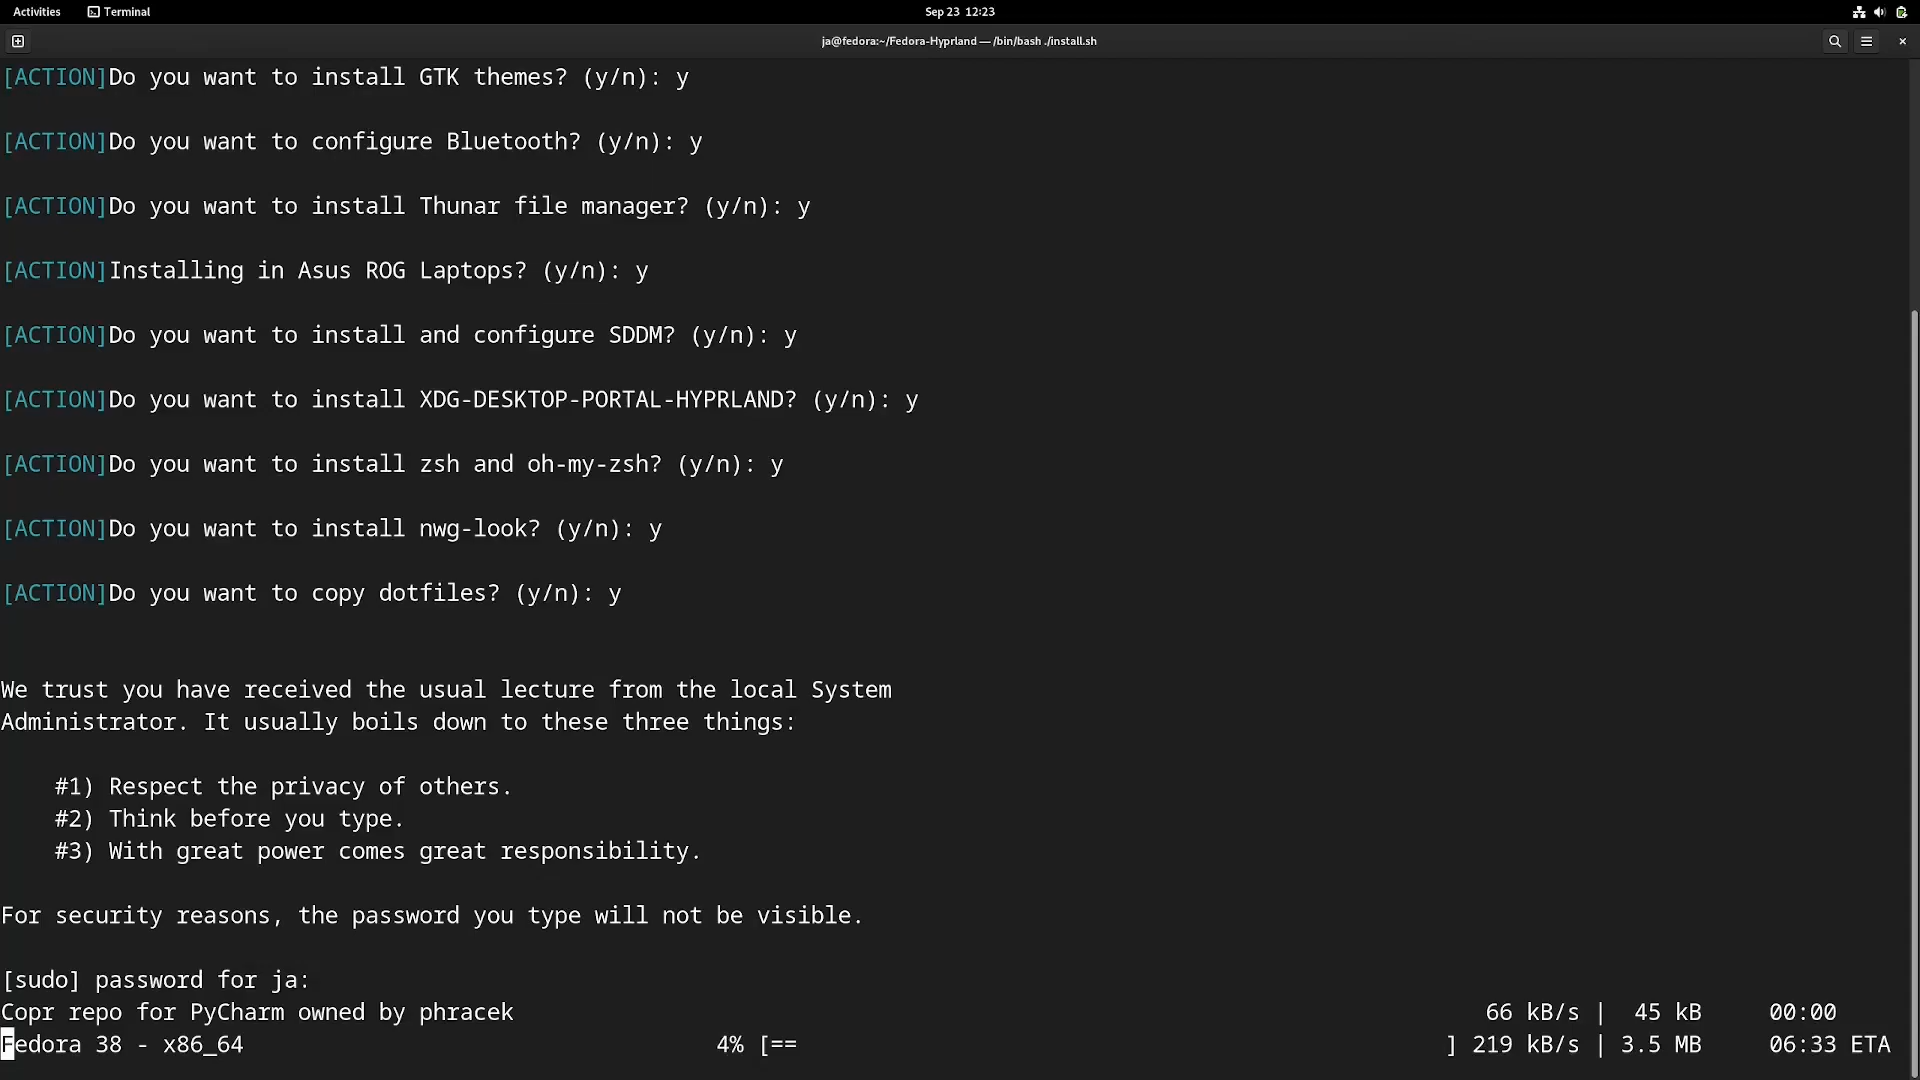 Activities Terminal Sep 23 12:23
ja@fedora:~/Fedora-Hyprland — /bin/bash ./install.sh
[ACTION]Do you want to install GTK themes? (y/n): y
[ACTION]Do you want to configure Bluetooth? (y/n): y
[ACTION]Do you want to install Thunar file manager? (y/n): y
[ACTION]Installing in Asus ROG Laptops? (y/n): y
[ACTION]Do you want to install and configure SDDM? (y/n): y
[ACTION]Do you want to install XDG-DESKTOP-PORTAL-HYPRLAND? (y/n): y
[ACTION]Do you want to install zsh and oh-my-zsh? (y/n): y
[ACTION]Do you want to install nwg-look? (y/n): y
[ACTION]Do you want to copy dotfiles? (y/n): y
We trust you have received the usual lecture from the local System
Administrator. It usually boils down to these three things:
#1) Respect the privacy of others.
#2) Think before you type.
#3) With great power comes great responsibility.
For security reasons, the password you type will not be visible.
[sudo] password for ja:
Copr repo for PyCharm owned by phracek 66 kB/s | 45 kB 00:00
Fedora 38 - x86_64 4% [== ] 219 kB/s | 3.5 MB 06:33 ETA